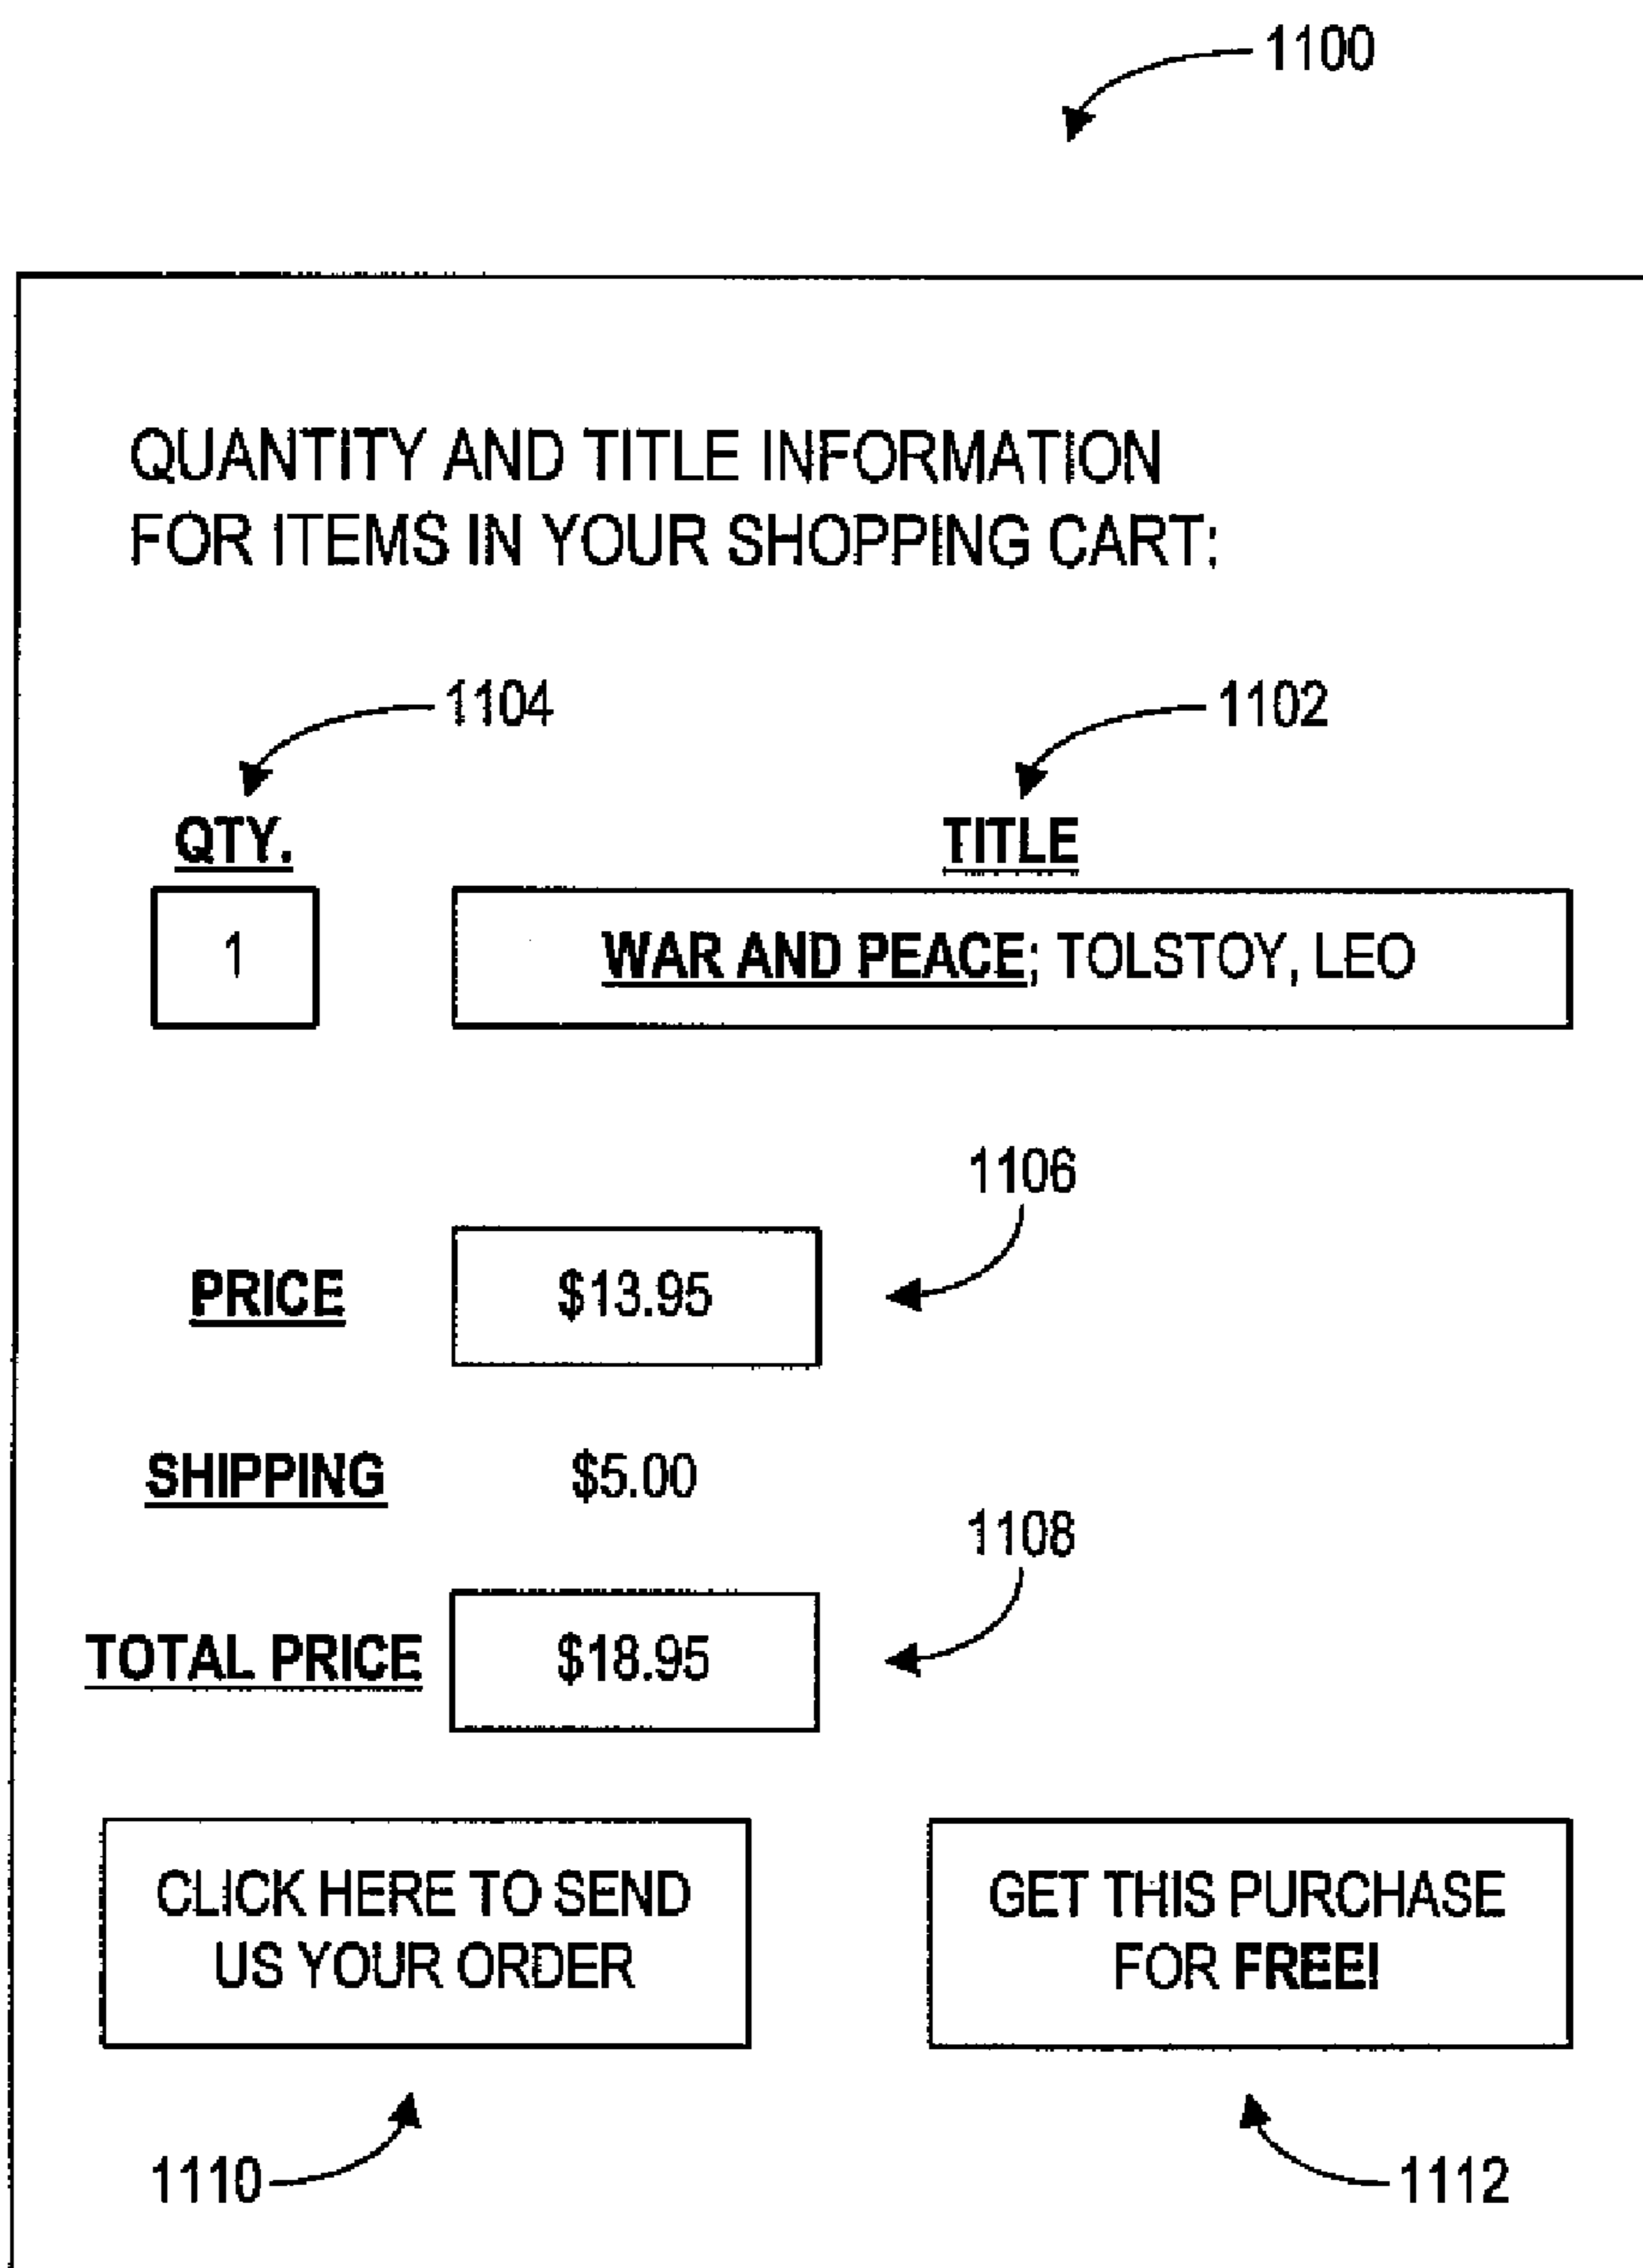 1100
QUANTITY AND TITLE INFORMATION
FOR ITEMS IN YOUR SHOPPING CART:
1104 1102
QTY. TITLE
1 WAR AND PEACE; TOLSTOY, LEO
1106
PRICE $13.95
SHIPPING $5.00
1108
TOTAL PRICE $18.95
CLICK HERE TO SEND
US YOUR ORDER
GET THIS PURCHASE
FOR FREE!
1110 1112